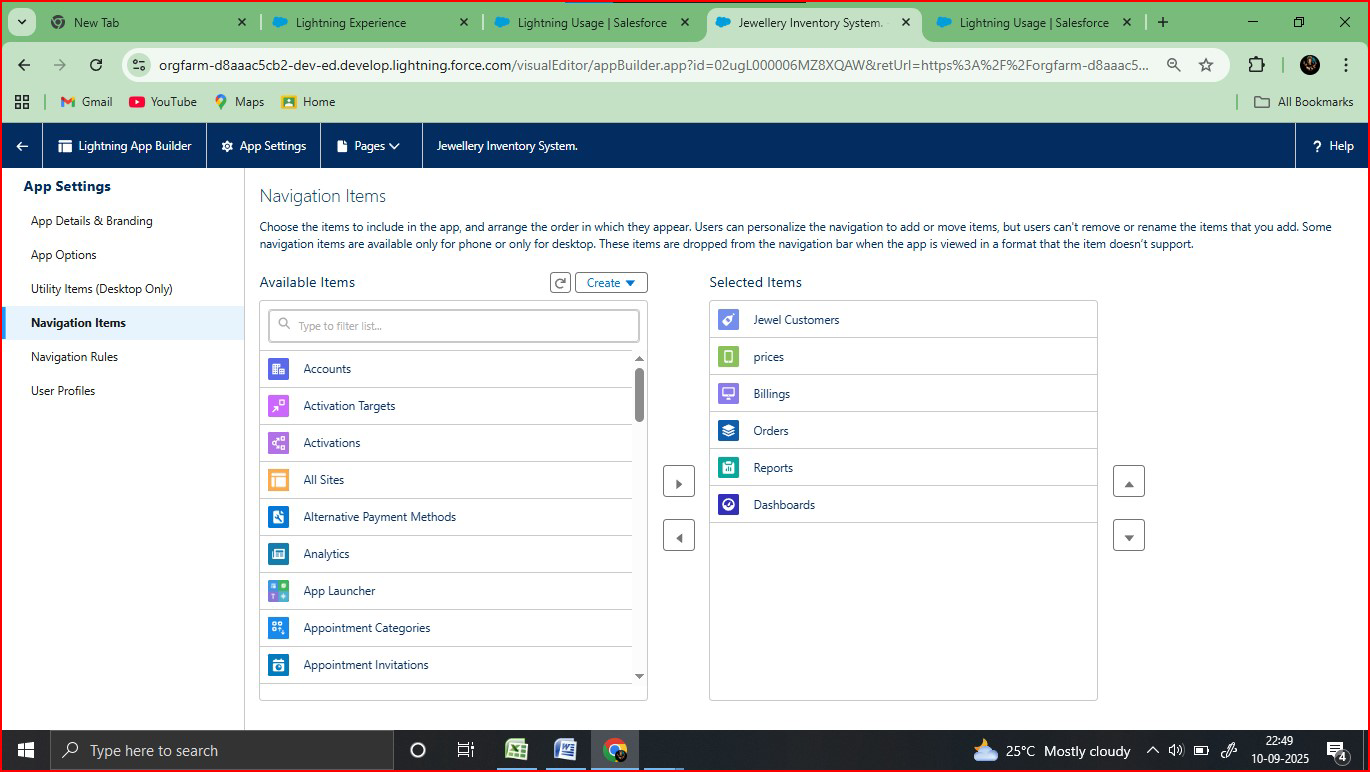 New Tab
Lightning Experience
Lightning Usage | Salesforce
Jewellery Inventory System.
Lightning Usage | Salesforce
orgfarm-d8aaac5cb2-dev-ed.develop.lightning.force.com/visualEditor/appBuilder.app?id=02ugL000006MZ8XQAW&retUrl=https%3A%2F%2Forgfarm-d8aaac5...
Gmail
YouTube
Maps
Home
All Bookmarks
Lightning App Builder
App Settings
Pages
Jewellery Inventory System.
? Help
App Settings
App Details & Branding
App Options
Utility Items (Desktop Only)
Navigation Items
Navigation Rules
User Profiles
Navigation Items
Choose the items to include in the app, and arrange the order in which they appear. Users can personalize the navigation to add or move items, but users can't remove or rename the items that you add. Some
navigation items are available only for phone or only for desktop. These items are dropped from the navigation bar when the app is viewed in a format that the item doesn't support.
Available Items
Create
Type to filter list...
Accounts
Activation Targets
Activations
All Sites
Alternative Payment Methods
Analytics
App Launcher
Appointment Categories
Appointment Invitations
Selected Items
Jewel Customers
prices
Billings
Orders
Reports
Dashboards
Type here to search
25°C Mostly cloudy
22:49
10-09-2025
4